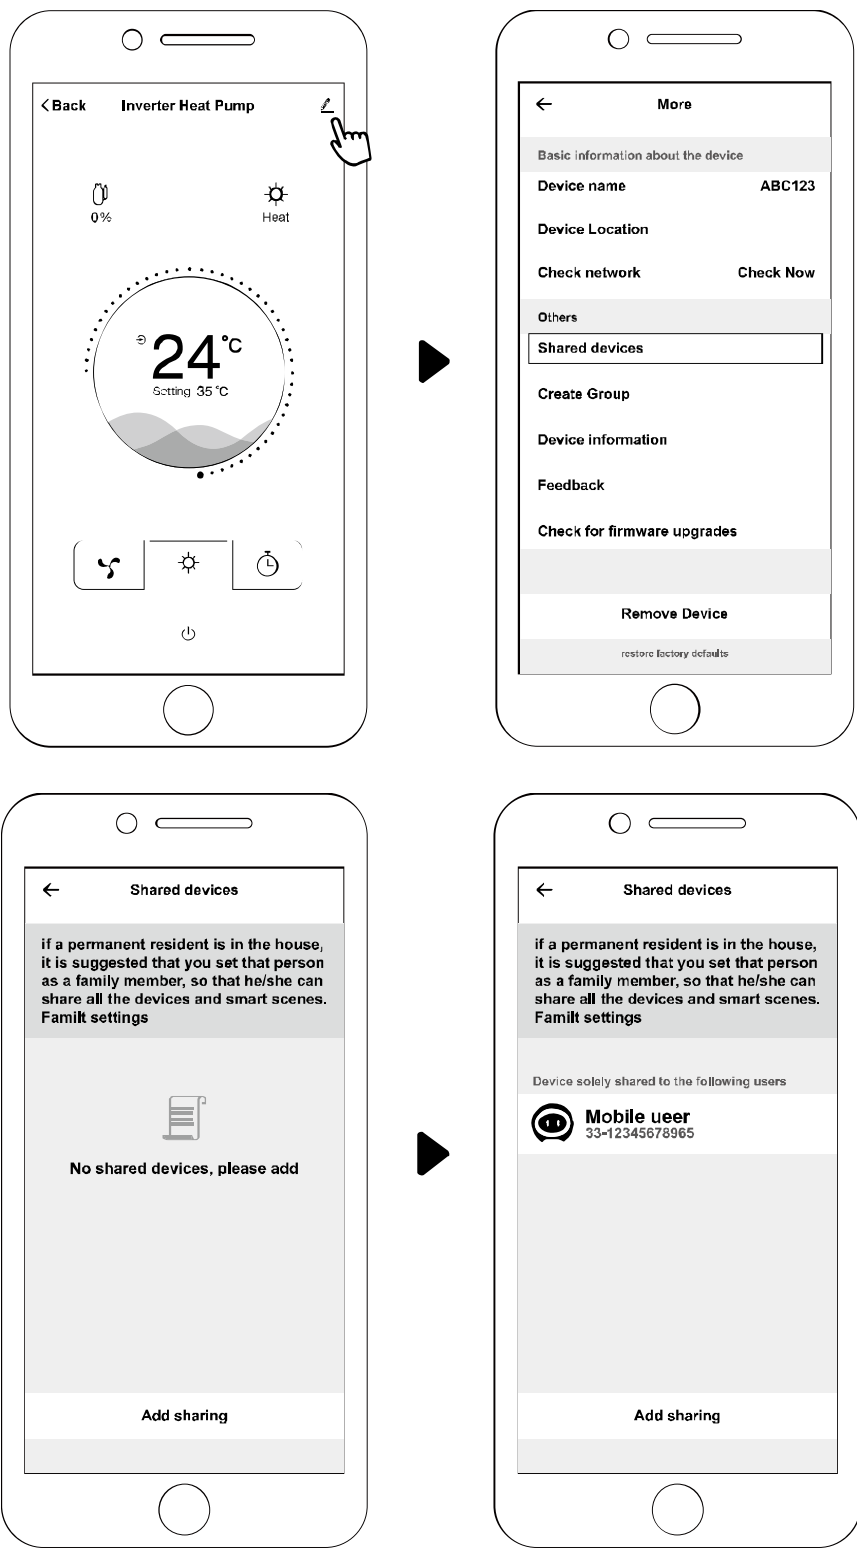 <Back Inverter Heat Pump
0%
Heat
24°C
Setting 35°C
More
Basic information about the device
Device name ABC123
Device Location
Check network Check Now
Others
Shared devices
Create Group
Device information
Feedback
Check for firmware upgrades
Remove Device
restore factory defaults
Shared devices
if a permanent resident is in the house,
it is suggested that you set that person
as a family member, so that he/she can
share all the devices and smart scenes.
Familt settings
No shared devices, please add
Add sharing
Shared devices
if a permanent resident is in the house,
it is suggested that you set that person
as a family member, so that he/she can
share all the devices and smart scenes.
Familt settings
Device solely shared to the following users
Mobile ueer
33-12345678965
Add sharing